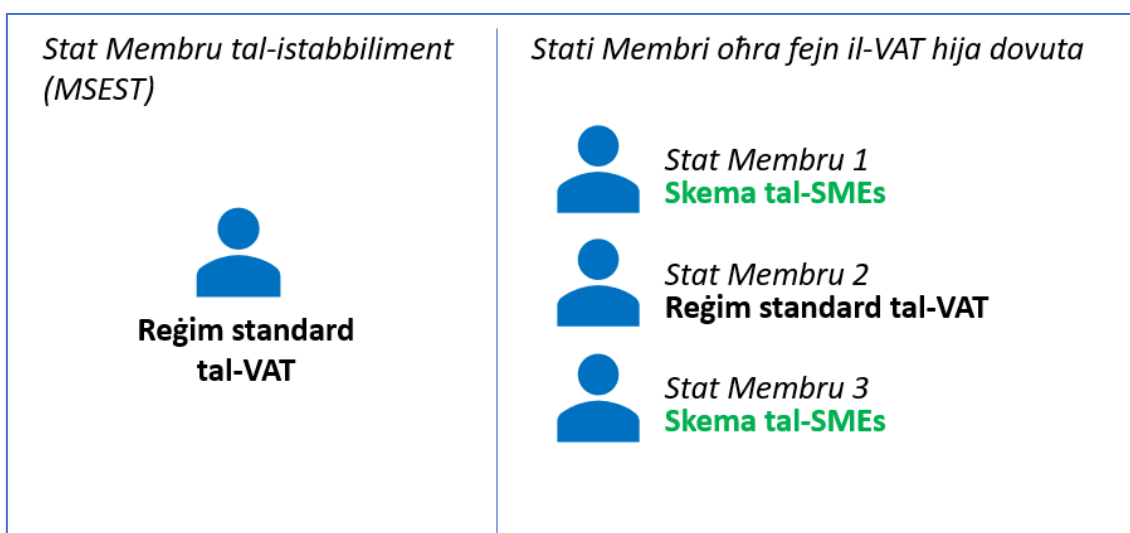 Stat Membru tal-istabbiliment
(MSEST)
Reġim standard
tal-VAT
Stati Membri oħra fejn il-VAT hija dovuta
Stat Membru 1
Skema tal-SMEs
Stat Membru 2
Reġim standard tal-VAT
Stat Membru 3
Skema tal-SMEs